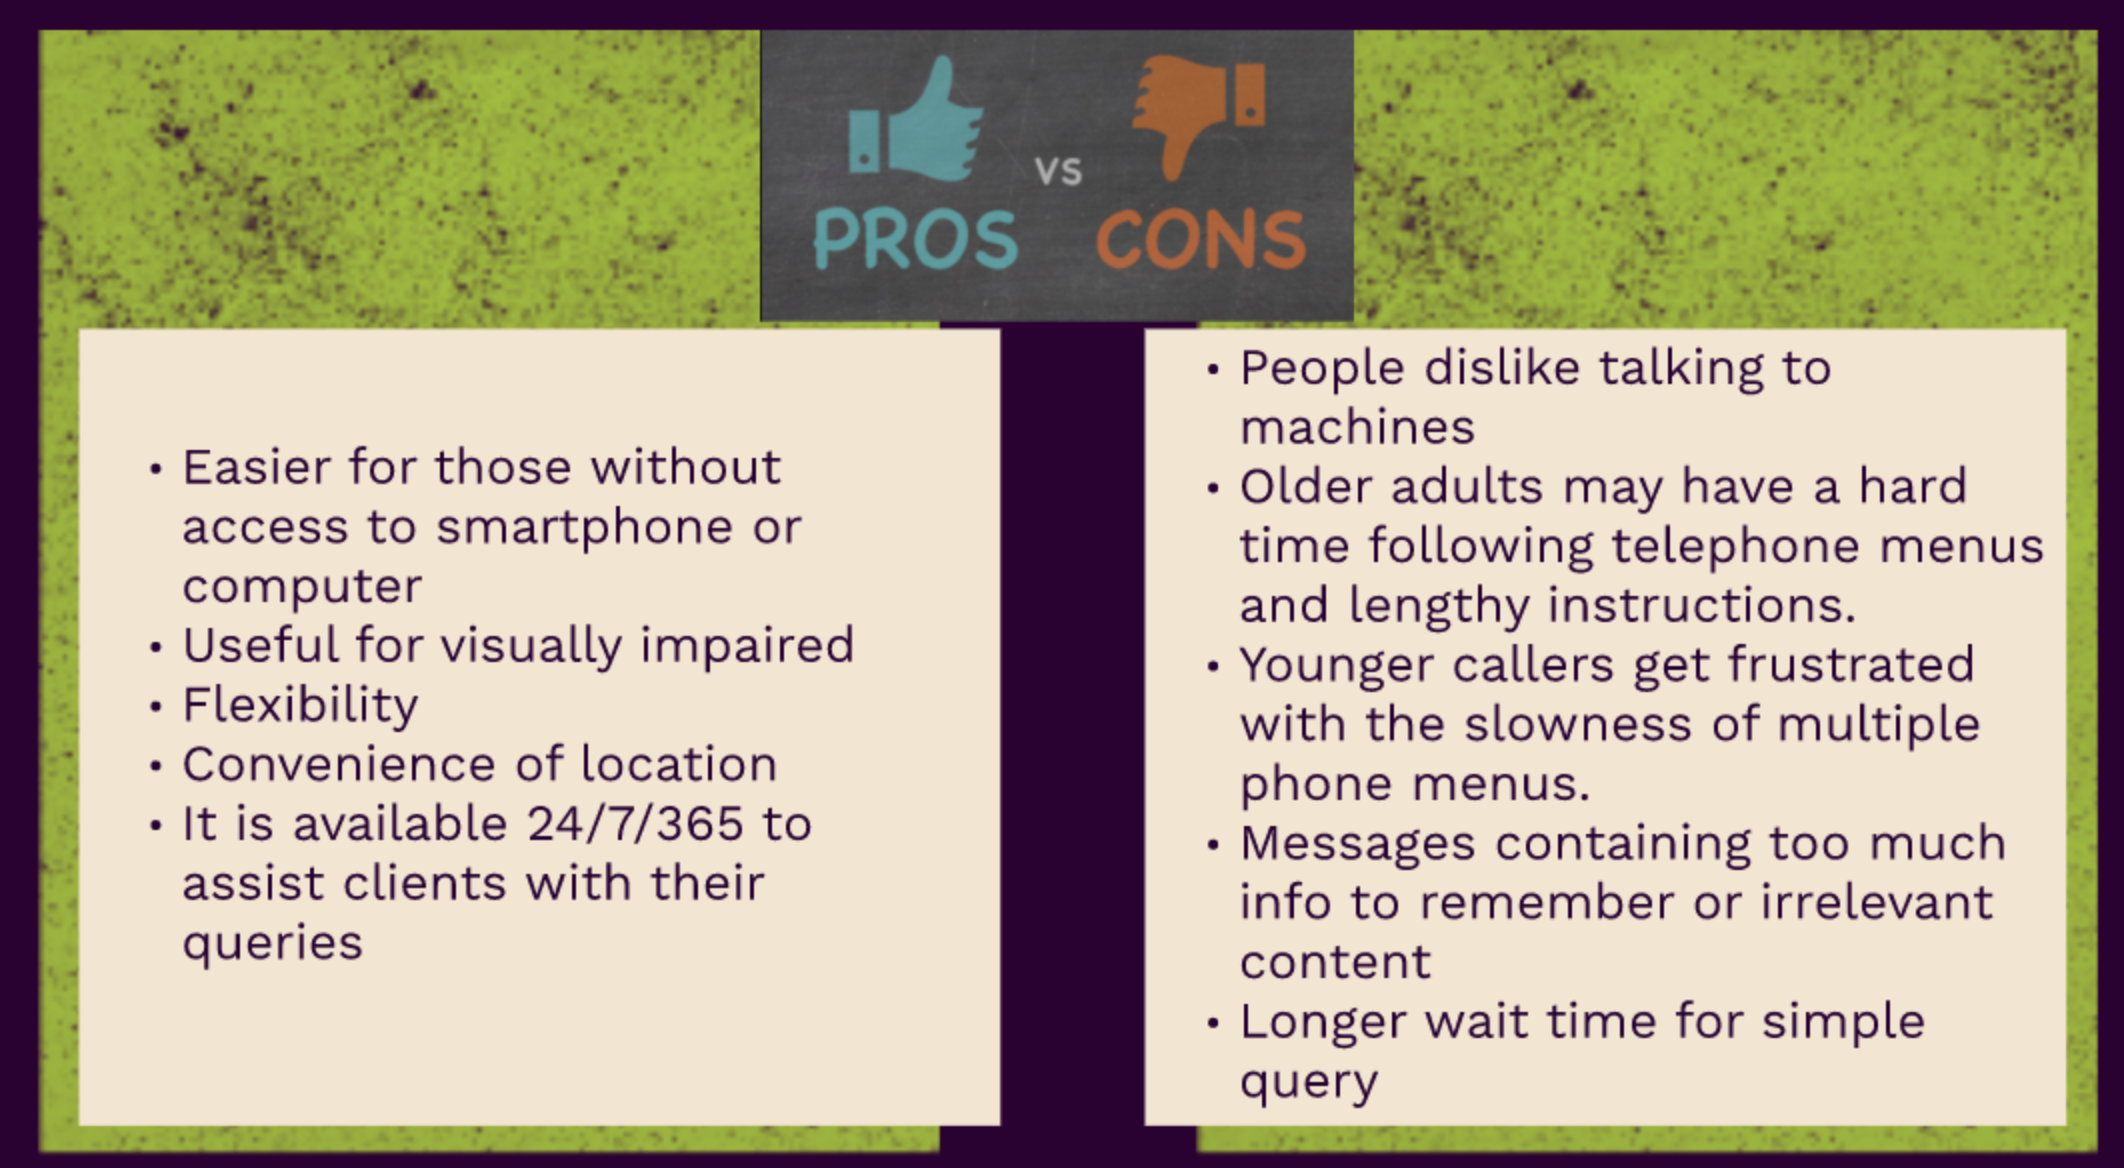 PROS
vs
CONS
• Easier for those without
access to smartphone or
computer
• Useful for visually impaired
• Flexibility
• Convenience of location
• It is available 24/7/365 to
assist clients with their
queries
• People dislike talking to
machines
• Older adults may have a hard
time following telephone menus
and lengthy instructions.
• Younger callers get frustrated
with the slowness of multiple
phone menus.
• Messages containing too much
info to remember or irrelevant
content
• Longer wait time for simple
query